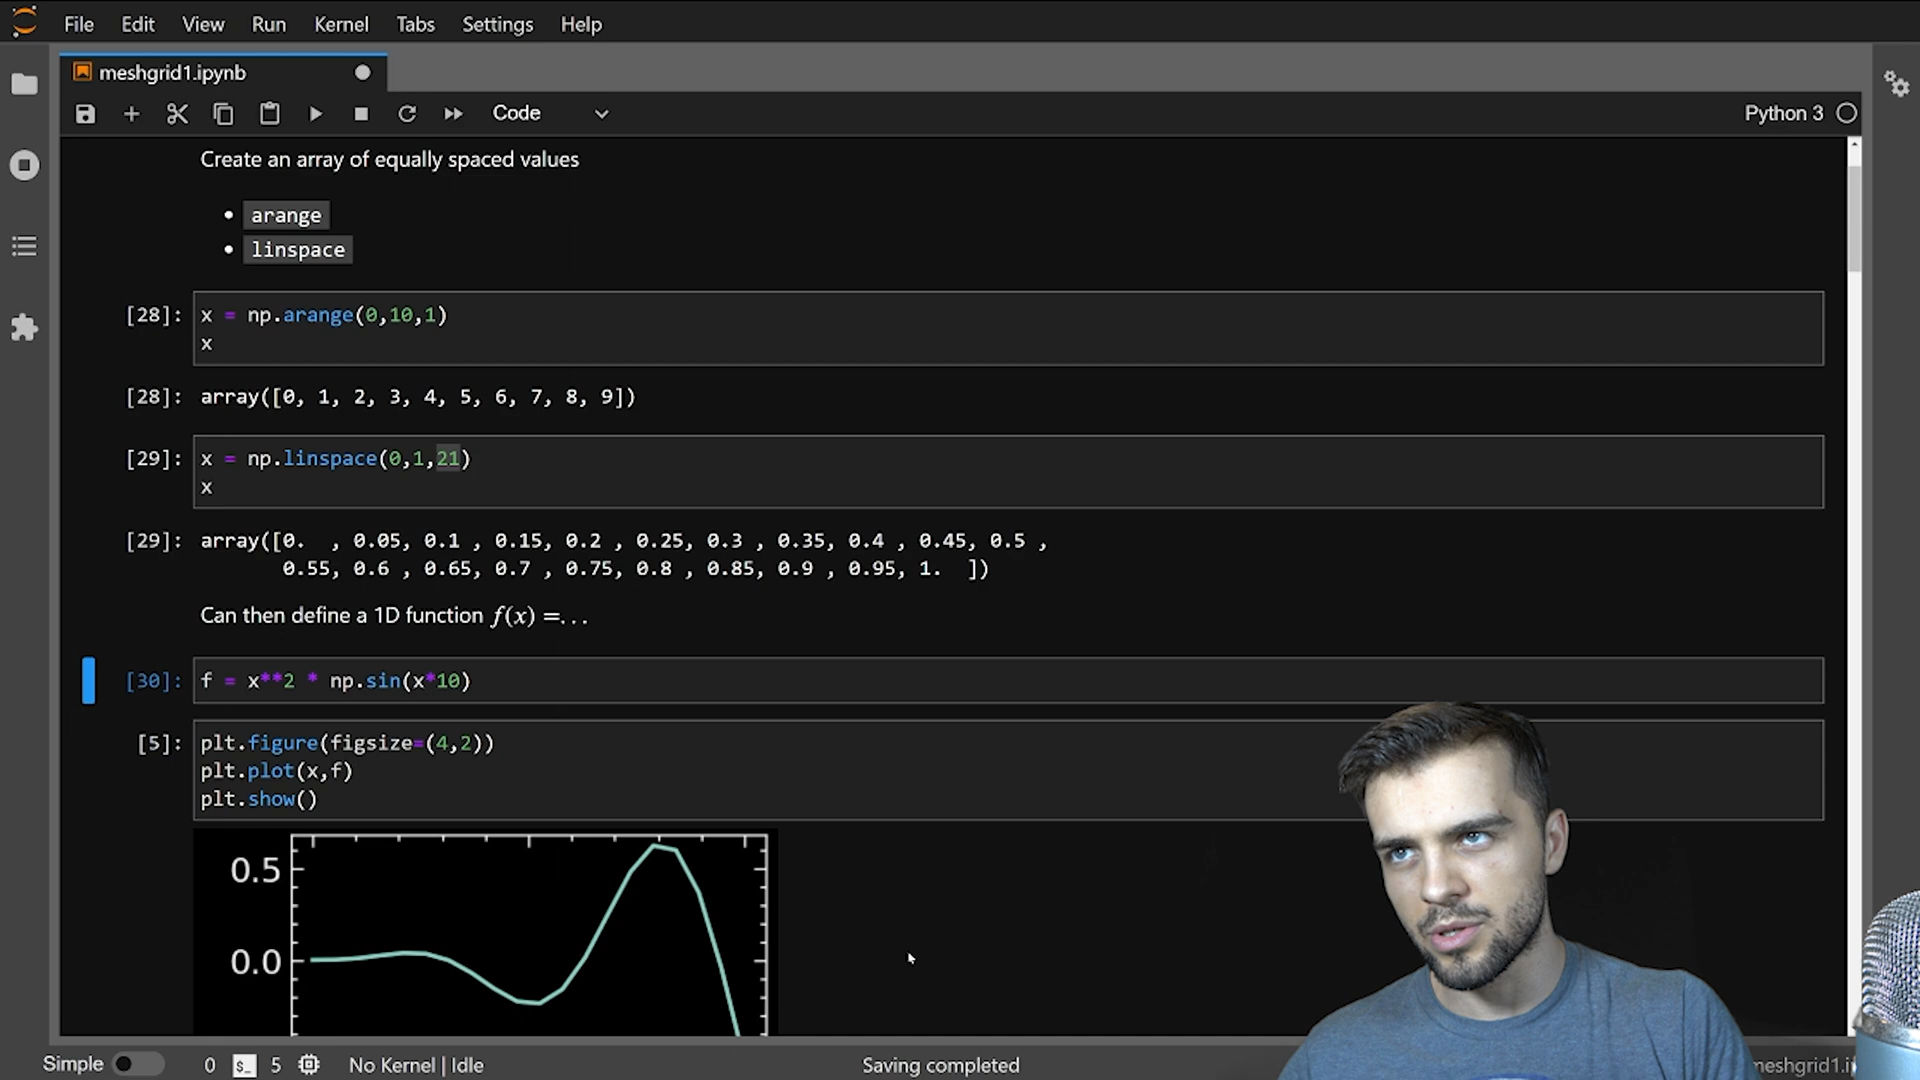 File Edit View Run Kernel Tabs Settings Help
meshgrid1.ipynb
Code
Python 3
Create an array of equally spaced values
• arange
• linspace
[28]: x = np.arange(0,10,1)
x
[28]: array([0, 1, 2, 3, 4, 5, 6, 7, 8, 9])
[29]: x = np.linspace(0,1,21)
x
[29]: array([0. , 0.05, 0.1 , 0.15, 0.2 , 0.25, 0.3 , 0.35, 0.4 , 0.45, 0.5 ,
0.55, 0.6 , 0.65, 0.7 , 0.75, 0.8 , 0.85, 0.9 , 0.95, 1. ])
Can then define a 1D function f(x) =...
[30]: f = x**2 * np.sin(x*10)
[5]: plt.figure(figsize=(4,2))
plt.plot(x,f)
plt.show()
0.5
0.0
Simple 0 $_ 5 No Kernel | Idle Saving completed